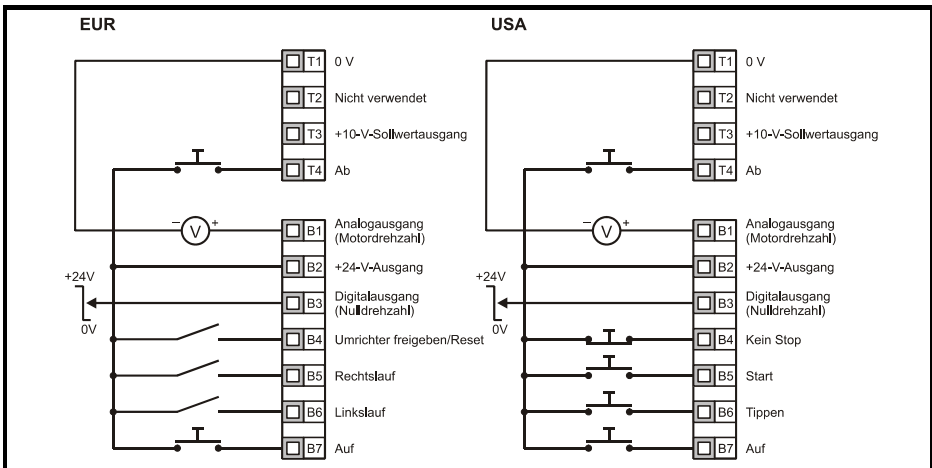 EUR
T1 0 V
T2 Nicht verwendet
T3 +10-V-Sollwertausgang
T4 Ab
− V +
B1 Analogausgang
(Motordrehzahl)
B2 +24-V-Ausgang
+24V
0V
B3 Digitalausgang
(Nulldrehzahl)
B4 Umrichter freigeben/Reset
B5 Rechtslauf
B6 Linkslauf
B7 Auf
USA
T1 0 V
T2 Nicht verwendet
T3 +10-V-Sollwertausgang
T4 Ab
− V +
B1 Analogausgang
(Motordrehzahl)
B2 +24-V-Ausgang
+24V
0V
B3 Digitalausgang
(Nulldrehzahl)
B4 Kein Stop
B5 Start
B6 Tippen
B7 Auf